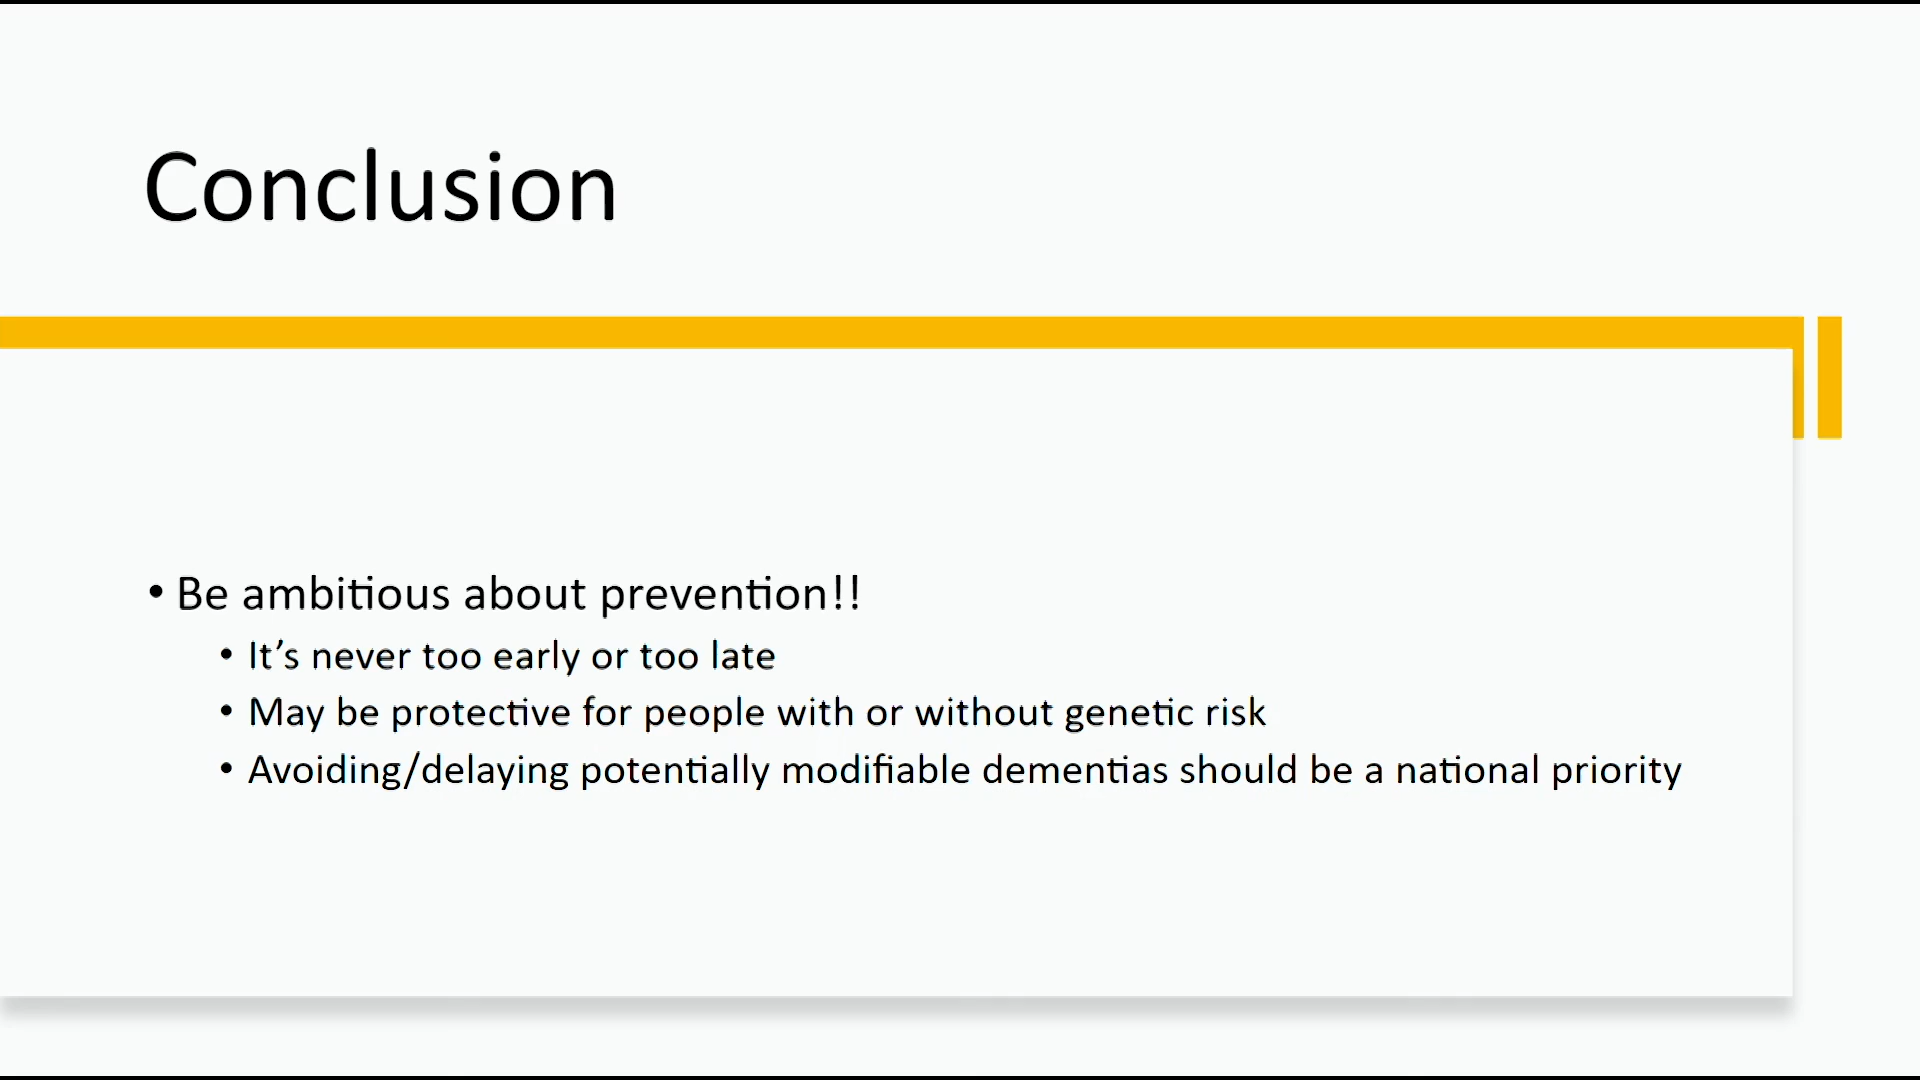 Conclusion
• Be ambitious about prevention!!
• It’s never too early or too late
• May be protective for people with or without genetic risk
• Avoiding/delaying potentially modifiable dementias should be a national priority